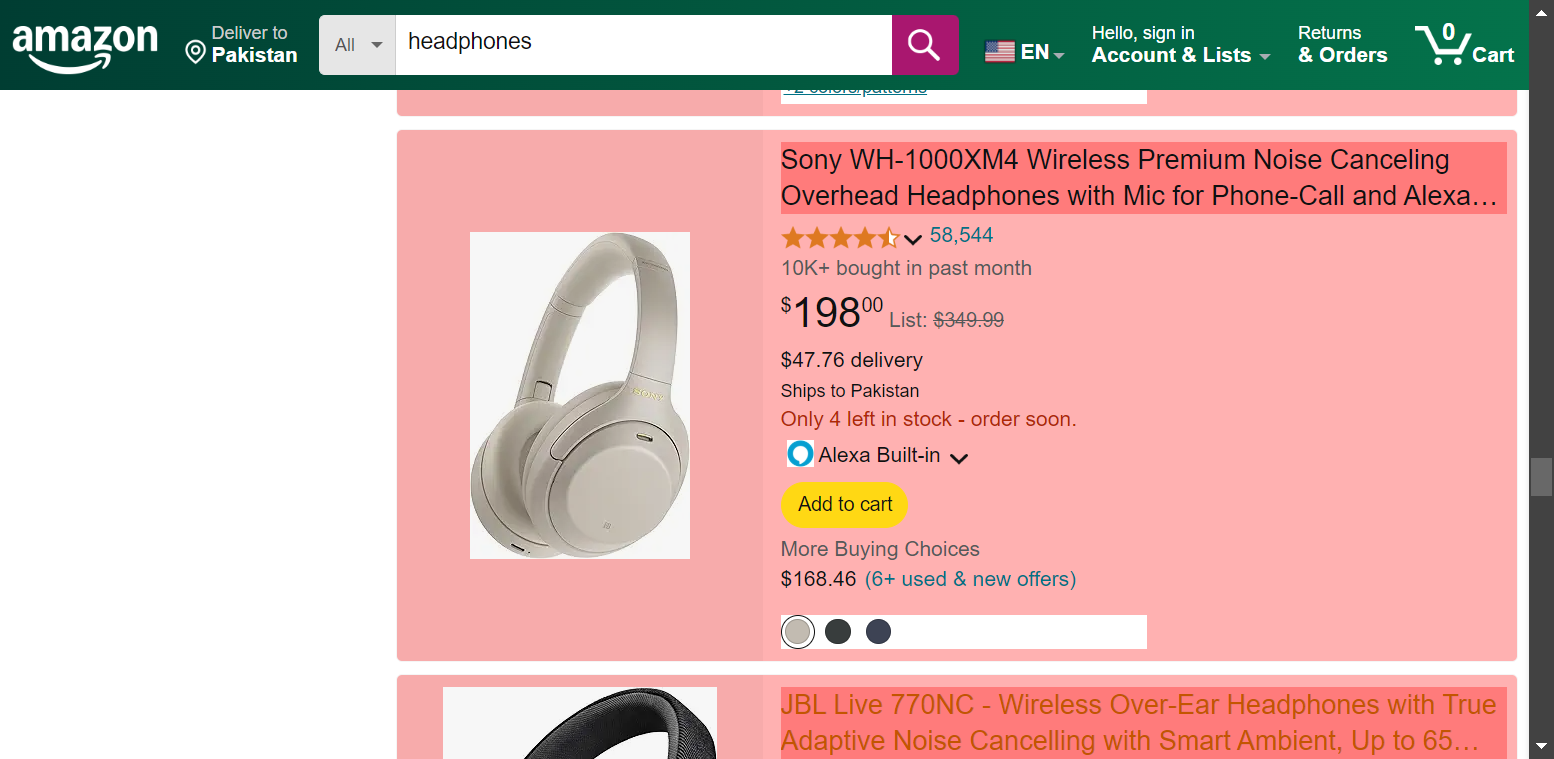 amazon
Deliver to
Pakistan
All
headphones
EN
Hello, sign in
Account & Lists
Returns
& Orders
0
Cart
+2 colors/patterns
Sony WH-1000XM4 Wireless Premium Noise Canceling
Overhead Headphones with Mic for Phone-Call and Alexa…
58,544
10K+ bought in past month
$198.00 List: $349.99
$47.76 delivery
Ships to Pakistan
Only 4 left in stock - order soon.
Alexa Built-in
Add to cart
More Buying Choices
$168.46 (6+ used & new offers)
SONY
JBL Live 770NC - Wireless Over-Ear Headphones with True
Adaptive Noise Cancelling with Smart Ambient, Up to 65…